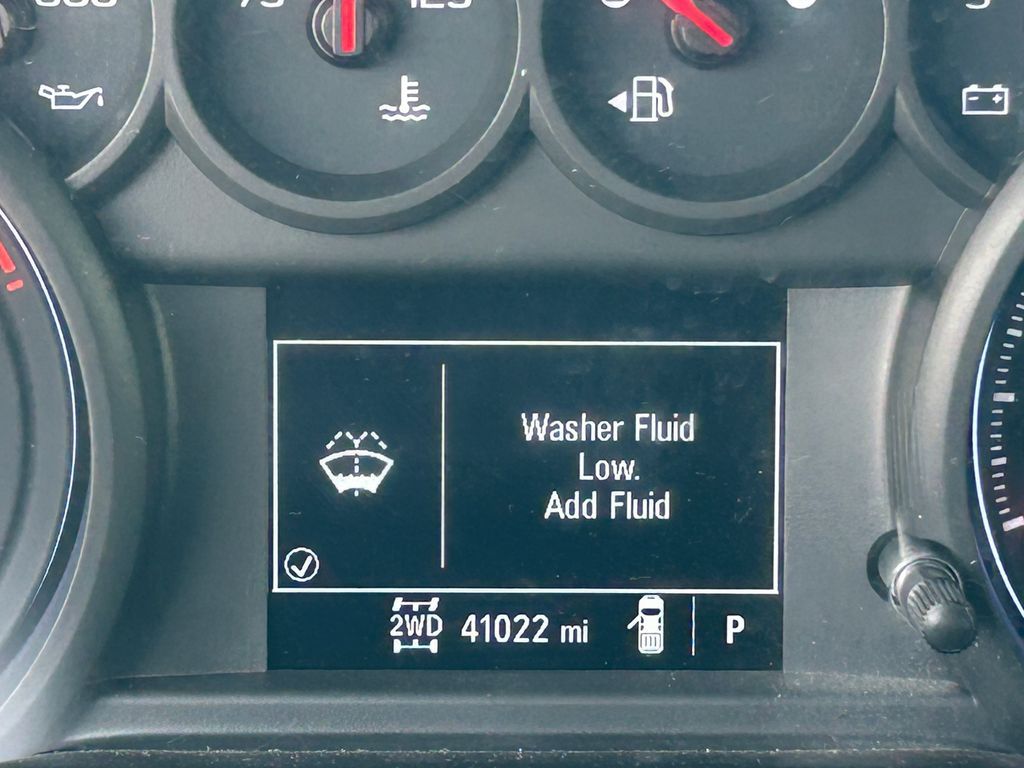 Washer Fluid
Low.
Add Fluid
2WD 41022 mi P